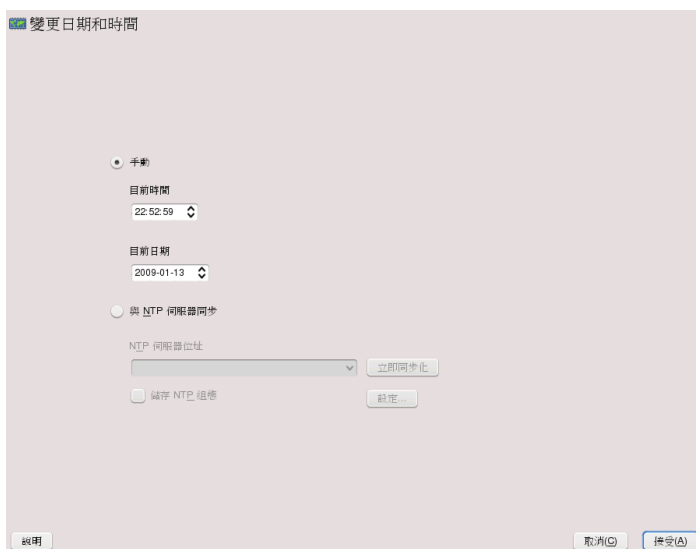 變更日期和時間
手動
目前時間
22:52:59
目前日期
2009-01-13
與 NTP 伺服器同步
NTP 伺服器位址
立即同步化
儲存 NTP 組態
設定...
說明
取消(C)
接受(A)